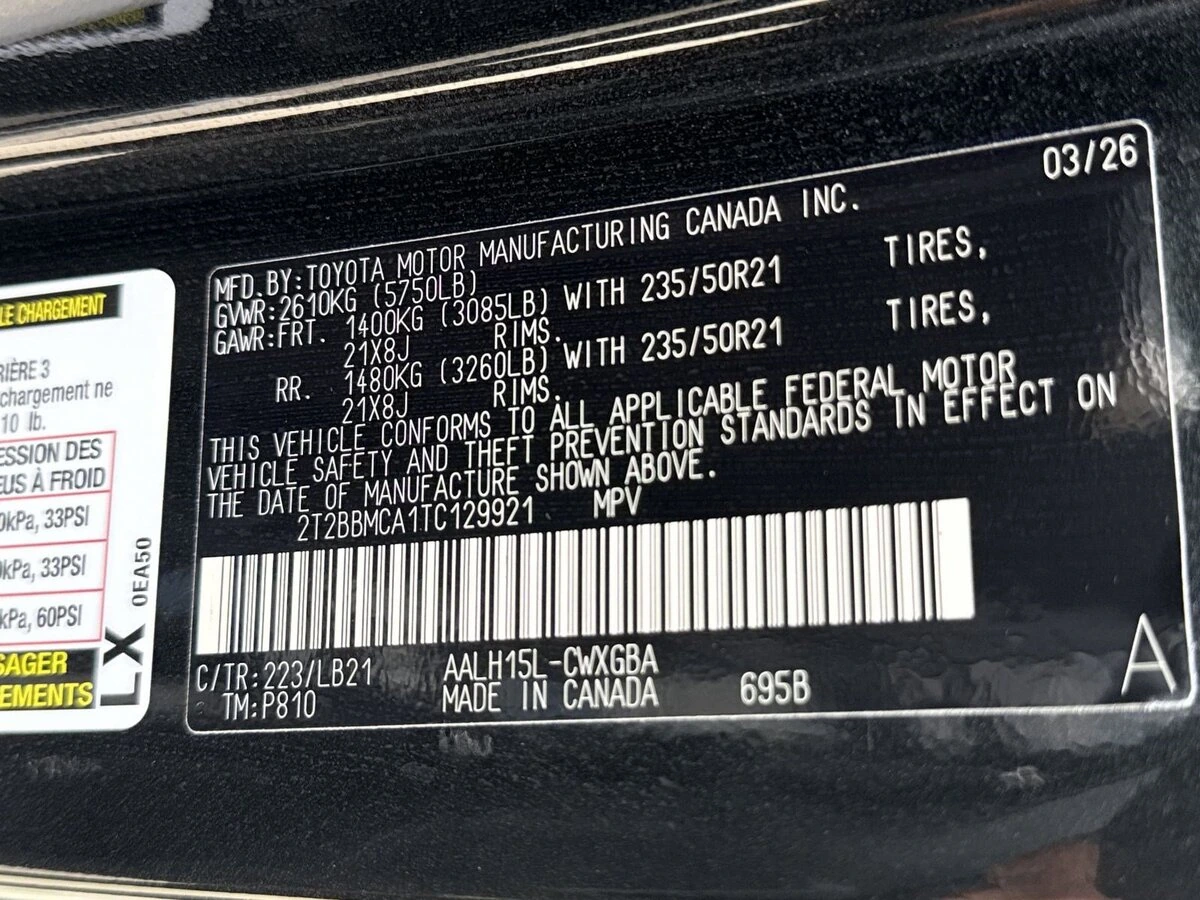 LE CHARGEMENT
RIÈRE 3
chargement ne
10 lb.
ESSION DES
EUS À FROID
0kPa, 33PSI
0kPa, 33PSI
kPa, 60PSI
SAGER
EMENTS
LX
0EA50
03/26
MFD.BY:TOYOTA MOTOR MANUFACTURING CANADA INC.
GVWR:2610KG (5750LB)
GAWR:FRT. 1400KG (3085LB) WITH 235/50R21 TIRES,
21X8J RIMS.
RR. 1480KG (3260LB) WITH 235/50R21 TIRES,
21X8J RIMS.
THIS VEHICLE CONFORMS TO ALL APPLICABLE FEDERAL MOTOR
VEHICLE SAFETY AND THEFT PREVENTION STANDARDS IN EFFECT ON
THE DATE OF MANUFACTURE SHOWN ABOVE.
2T2BBMCA1TC129921 MPV
C/TR:223/LB21 AALH15L-CWXGBA
TM:P810 MADE IN CANADA 695B
A